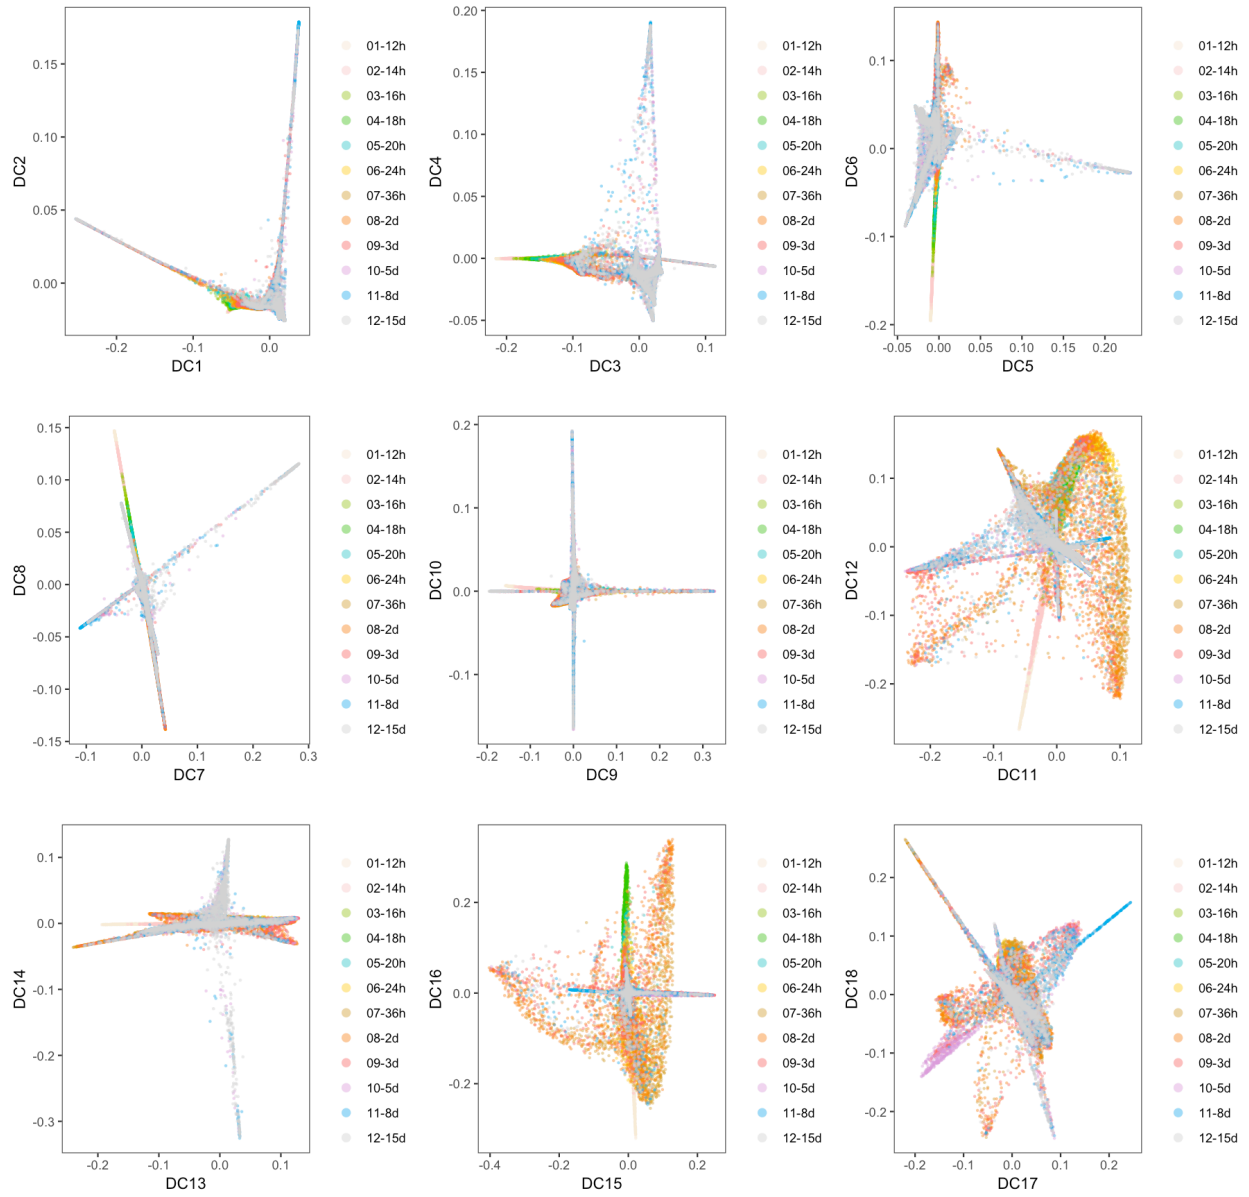 DC2
0.15
0.10
0.05
0.00
-0.2
-0.1
0.0
DC1
01-12h
02-14h
03-16h
04-18h
05-20h
06-24h
07-36h
08-2d
09-3d
10-5d
11-8d
12-15d
DC4
0.20
0.15
0.10
0.05
0.00
-0.05
-0.2
-0.1
0.0
0.1
DC3
01-12h
02-14h
03-16h
04-18h
05-20h
06-24h
07-36h
08-2d
09-3d
10-5d
11-8d
12-15d
DC6
0.1
0.0
-0.1
-0.2
-0.05
0.00
0.05
0.10
0.20
DC5
01-12h
02-14h
03-16h
04-18h
05-20h
06-24h
07-36h
08-2d
09-3d
10-5d
11-8d
12-15d
DC8
0.15
0.10
0.05
0.00
-0.05
-0.10
-0.15
-0.1
0.0
0.1
0.2
0.3
DC7
01-12h
02-14h
03-16h
04-18h
05-20h
06-24h
07-36h
08-2d
09-3d
10-5d
11-8d
12-15d
DC10
0.2
0.1
0.0
-0.1
-0.2
-0.1
0.0
0.1
0.2
0.3
DC9
01-12h
02-14h
03-16h
04-18h
05-20h
06-24h
07-36h
08-2d
09-3d
10-5d
11-8d
12-15d
DC12
0.1
0.0
-0.1
-0.2
-0.2
-0.1
0.0
0.1
DC11
01-12h
02-14h
03-16h
04-18h
05-20h
06-24h
07-36h
08-2d
09-3d
10-5d
11-8d
12-15d
DC14
0.1
0.0
-0.1
-0.2
-0.3
-0.2
-0.1
0.0
0.1
DC13
01-12h
02-14h
03-16h
04-18h
05-20h
06-24h
07-36h
08-2d
09-3d
10-5d
11-8d
12-15d
DC16
0.2
0.0
-0.2
-0.4
-0.2
0.0
0.2
DC15
01-12h
02-14h
03-16h
04-18h
05-20h
06-24h
07-36h
08-2d
09-3d
10-5d
11-8d
12-15d
DC18
0.2
0.1
0.0
-0.1
-0.2
-0.2
-0.1
0.0
0.1
0.2
DC17
01-12h
02-14h
03-16h
04-18h
05-20h
06-24h
07-36h
08-2d
09-3d
10-5d
11-8d
12-15d